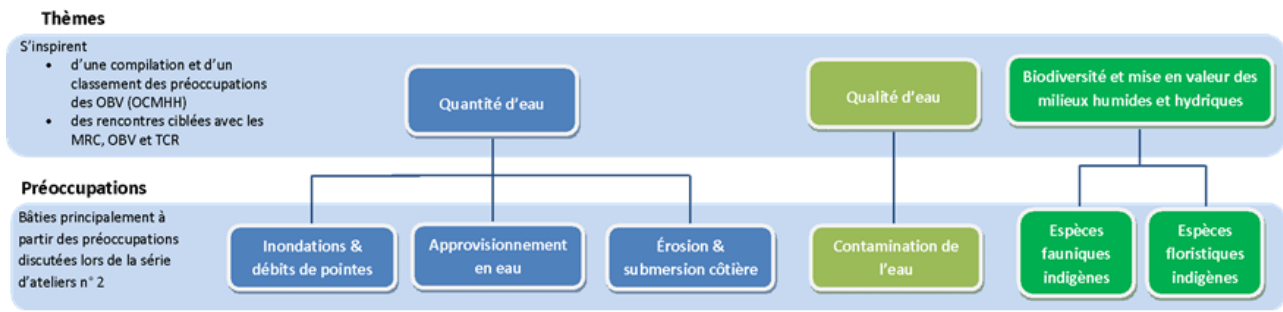 Thèmes
S'inspirent
• d'une compilation et d'un
classement des préoccupations
des OBV (OCMHH)
• des rencontres ciblées avec les
MRC, OBV et TCR
Quantité d'eau
Qualité d'eau
Biodiversité et mise en valeur des
milieux humides et hydriques
Préoccupations
Bâties principalement à
partir des préoccupations
discutées lors de la série
d'ateliers n° 2
Inondations &
débits de pointes
Approvisionnement
en eau
Érosion &
submersion côtière
Contamination de
l'eau
Espèces
fauniques
indigènes
Espèces
floristiques
indigènes